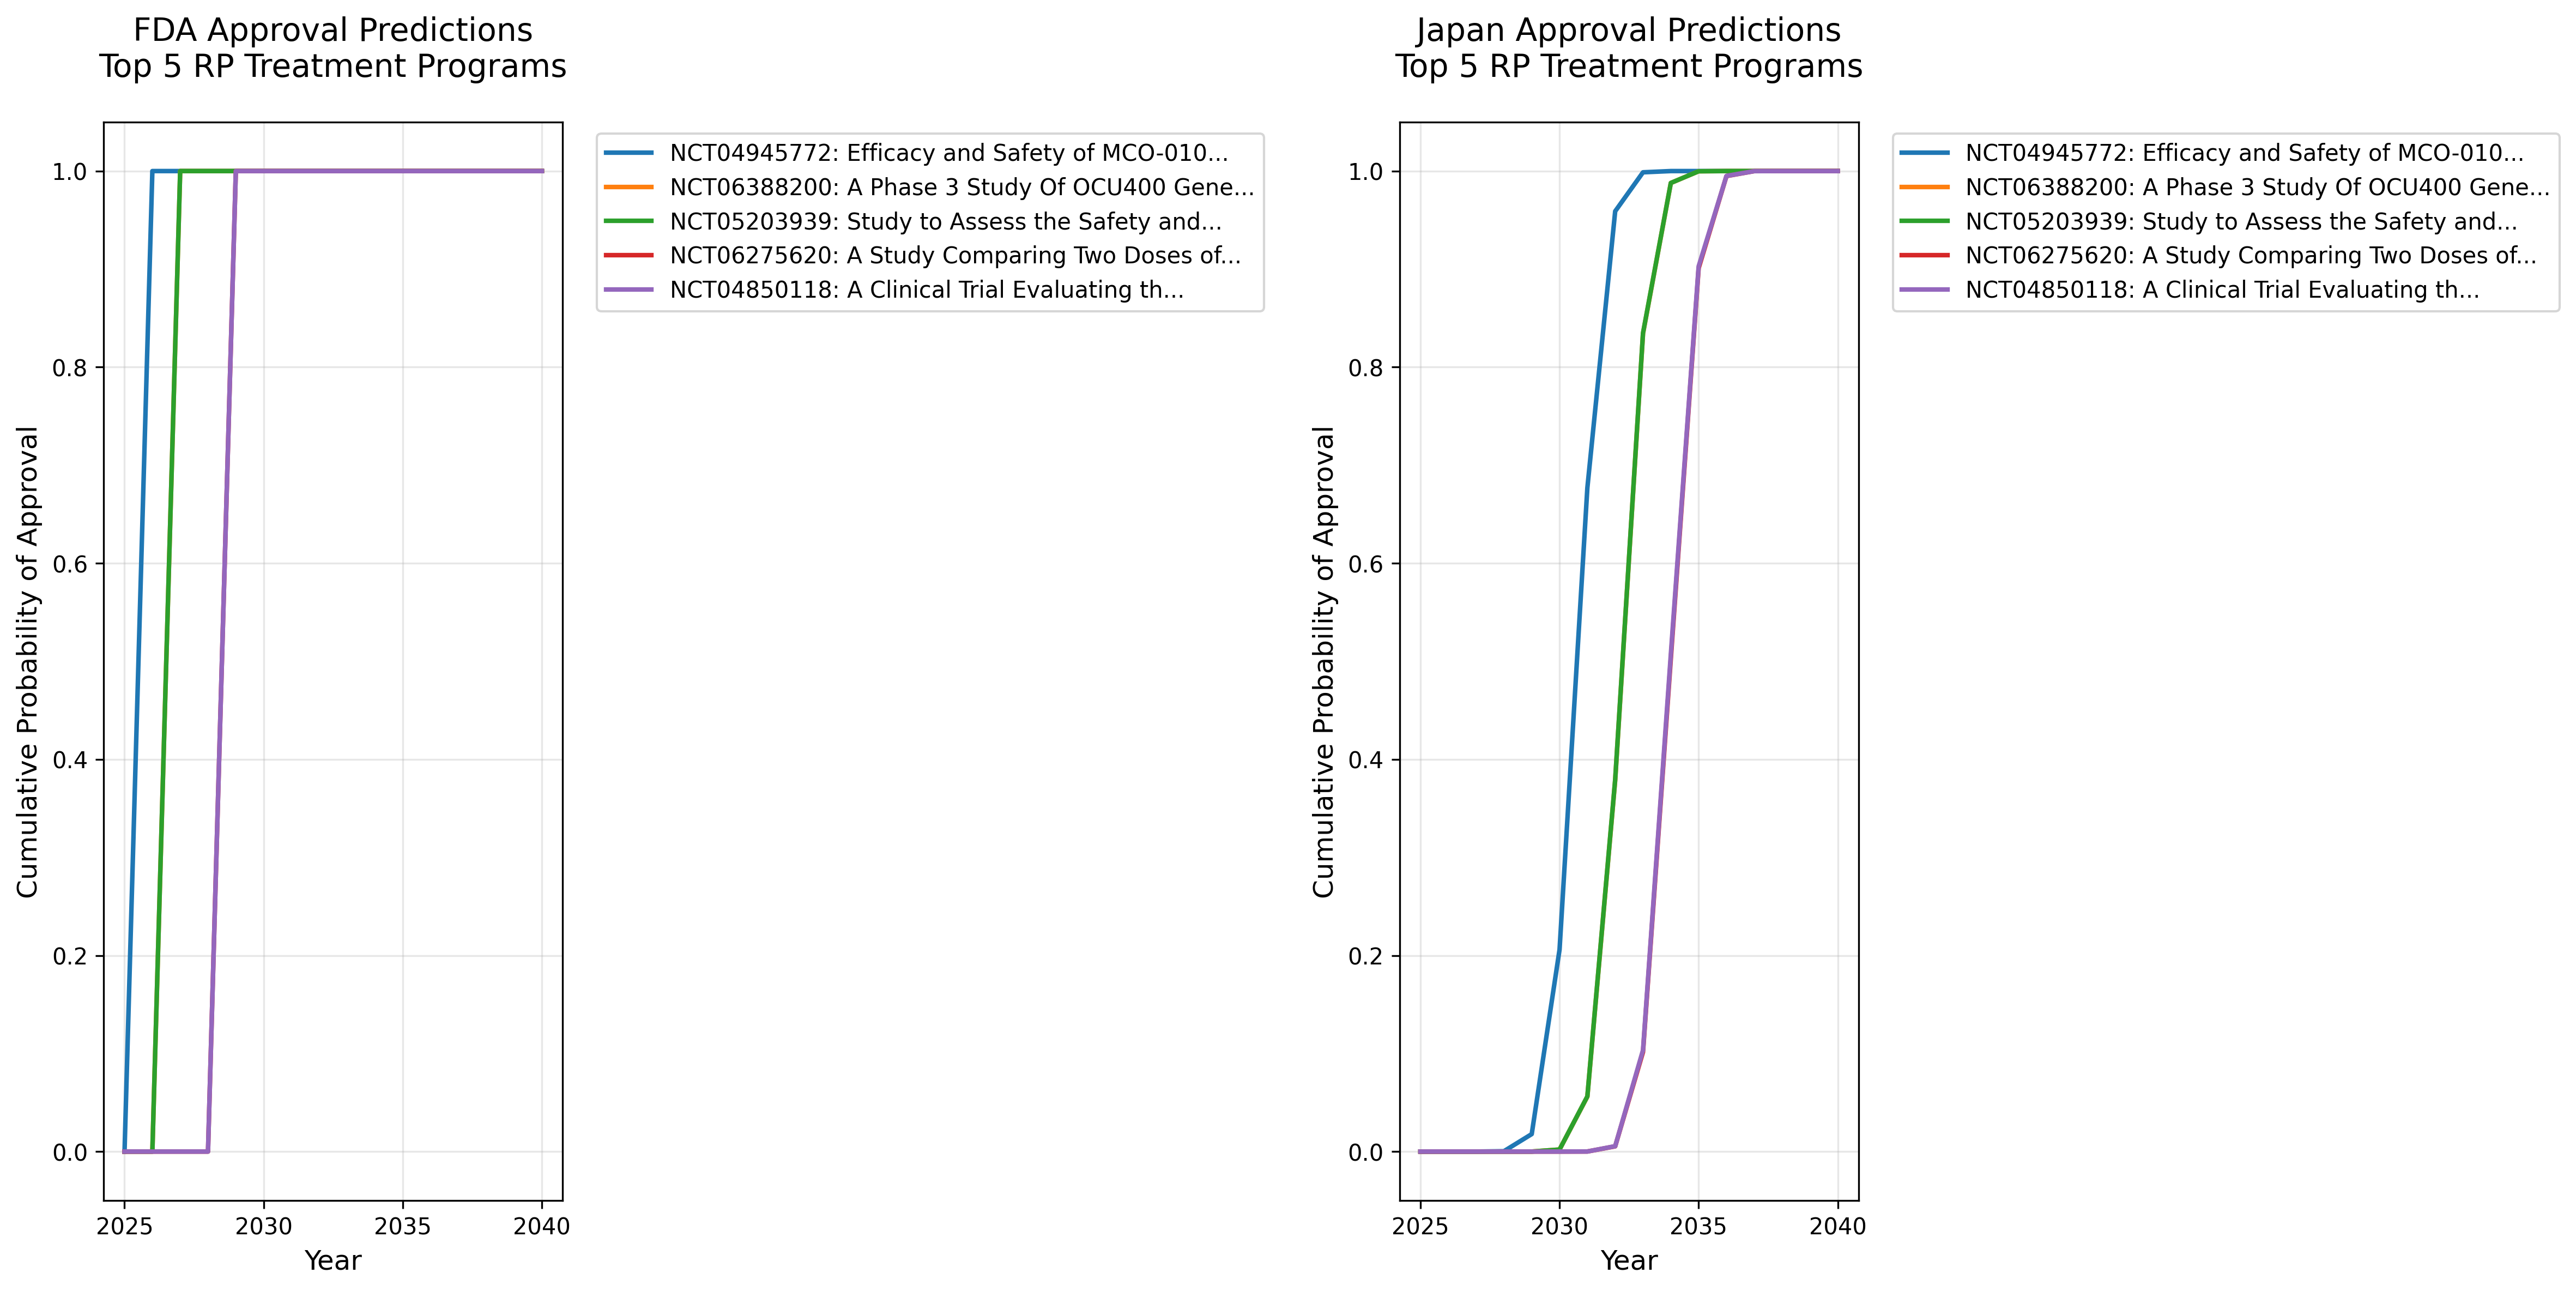 FDA Approval Predictions
Top 5 RP Treatment Programs
Cumulative Probability of Approval
1.0
0.8
0.6
0.4
0.2
0.0
2025
2030
2035
2040
Year
NCT04945772: Efficacy and Safety of MCO-010...
NCT06388200: A Phase 3 Study Of OCU400 Gene...
NCT05203939: Study to Assess the Safety and...
NCT06275620: A Study Comparing Two Doses of...
NCT04850118: A Clinical Trial Evaluating th...
Japan Approval Predictions
Top 5 RP Treatment Programs
Cumulative Probability of Approval
1.0
0.8
0.6
0.4
0.2
0.0
2025
2030
2035
2040
Year
NCT04945772: Efficacy and Safety of MCO-010...
NCT06388200: A Phase 3 Study Of OCU400 Gene...
NCT05203939: Study to Assess the Safety and...
NCT06275620: A Study Comparing Two Doses of...
NCT04850118: A Clinical Trial Evaluating th...